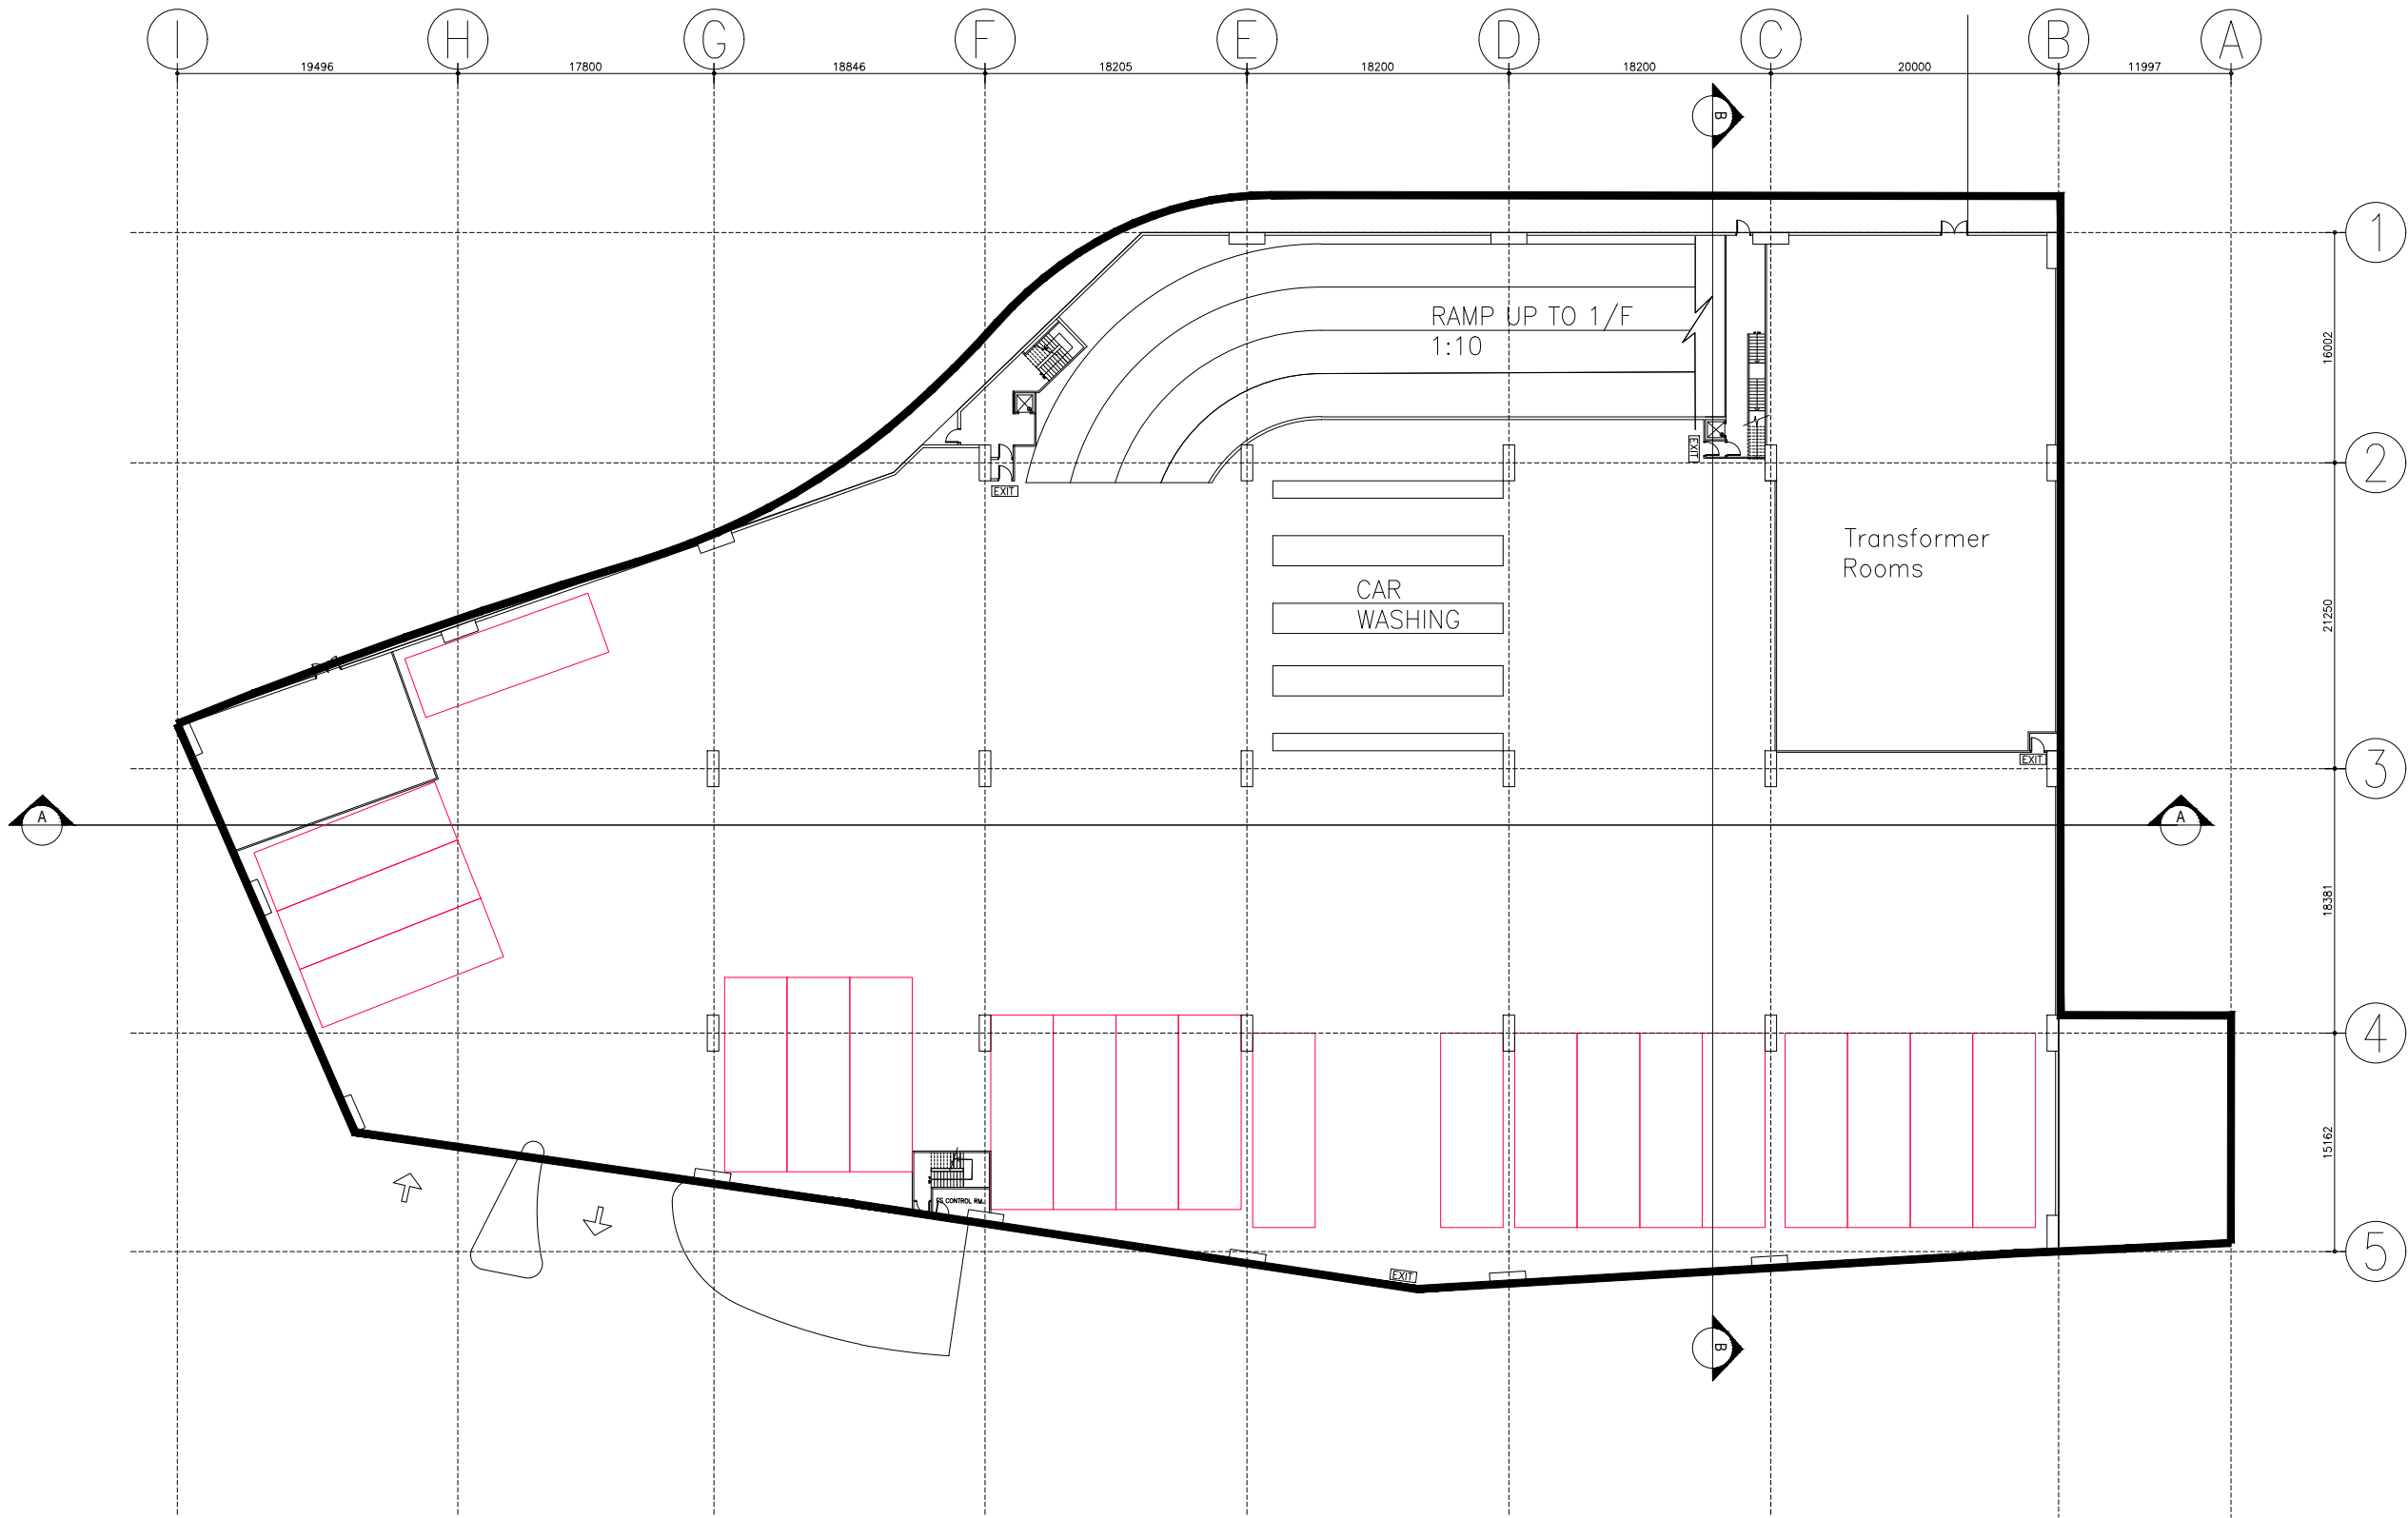 I H G F E D C B A
19496 17800 18846 18205 18200 18200 20000 11997
B
1
RAMP UP TO 1/F
1:10
16002
EXIT
2
EXIT
Transformer
Rooms
CAR
WASHING
21250
EXIT
3
A
A
18381
4
15162
FS CONTROL RM.
5
EXIT
B